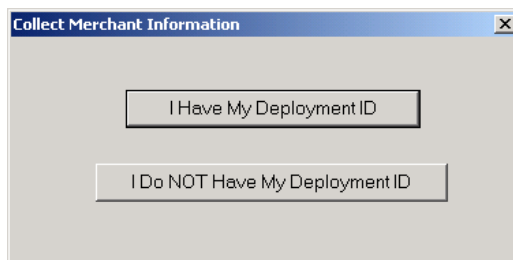 Collect Merchant Information
I Have My Deployment ID
I Do NOT Have My Deployment ID